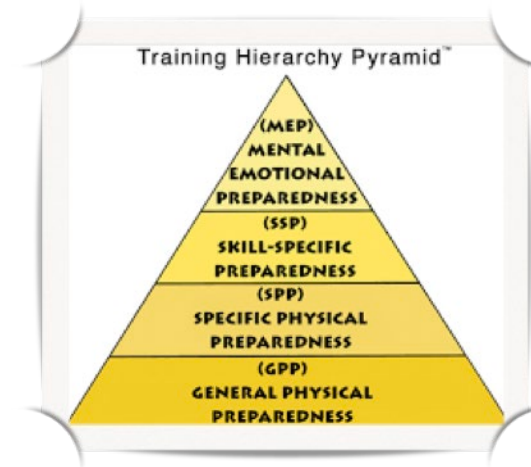 Training Hierarchy Pyramid™
(MEP)
MENTAL
EMOTIONAL
PREPAREDNESS
(SSP)
SKILL-SPECIFIC
PREPAREDNESS
(SPP)
SPECIFIC PHYSICAL
PREPAREDNESS
(GPP)
GENERAL PHYSICAL
PREPAREDNESS